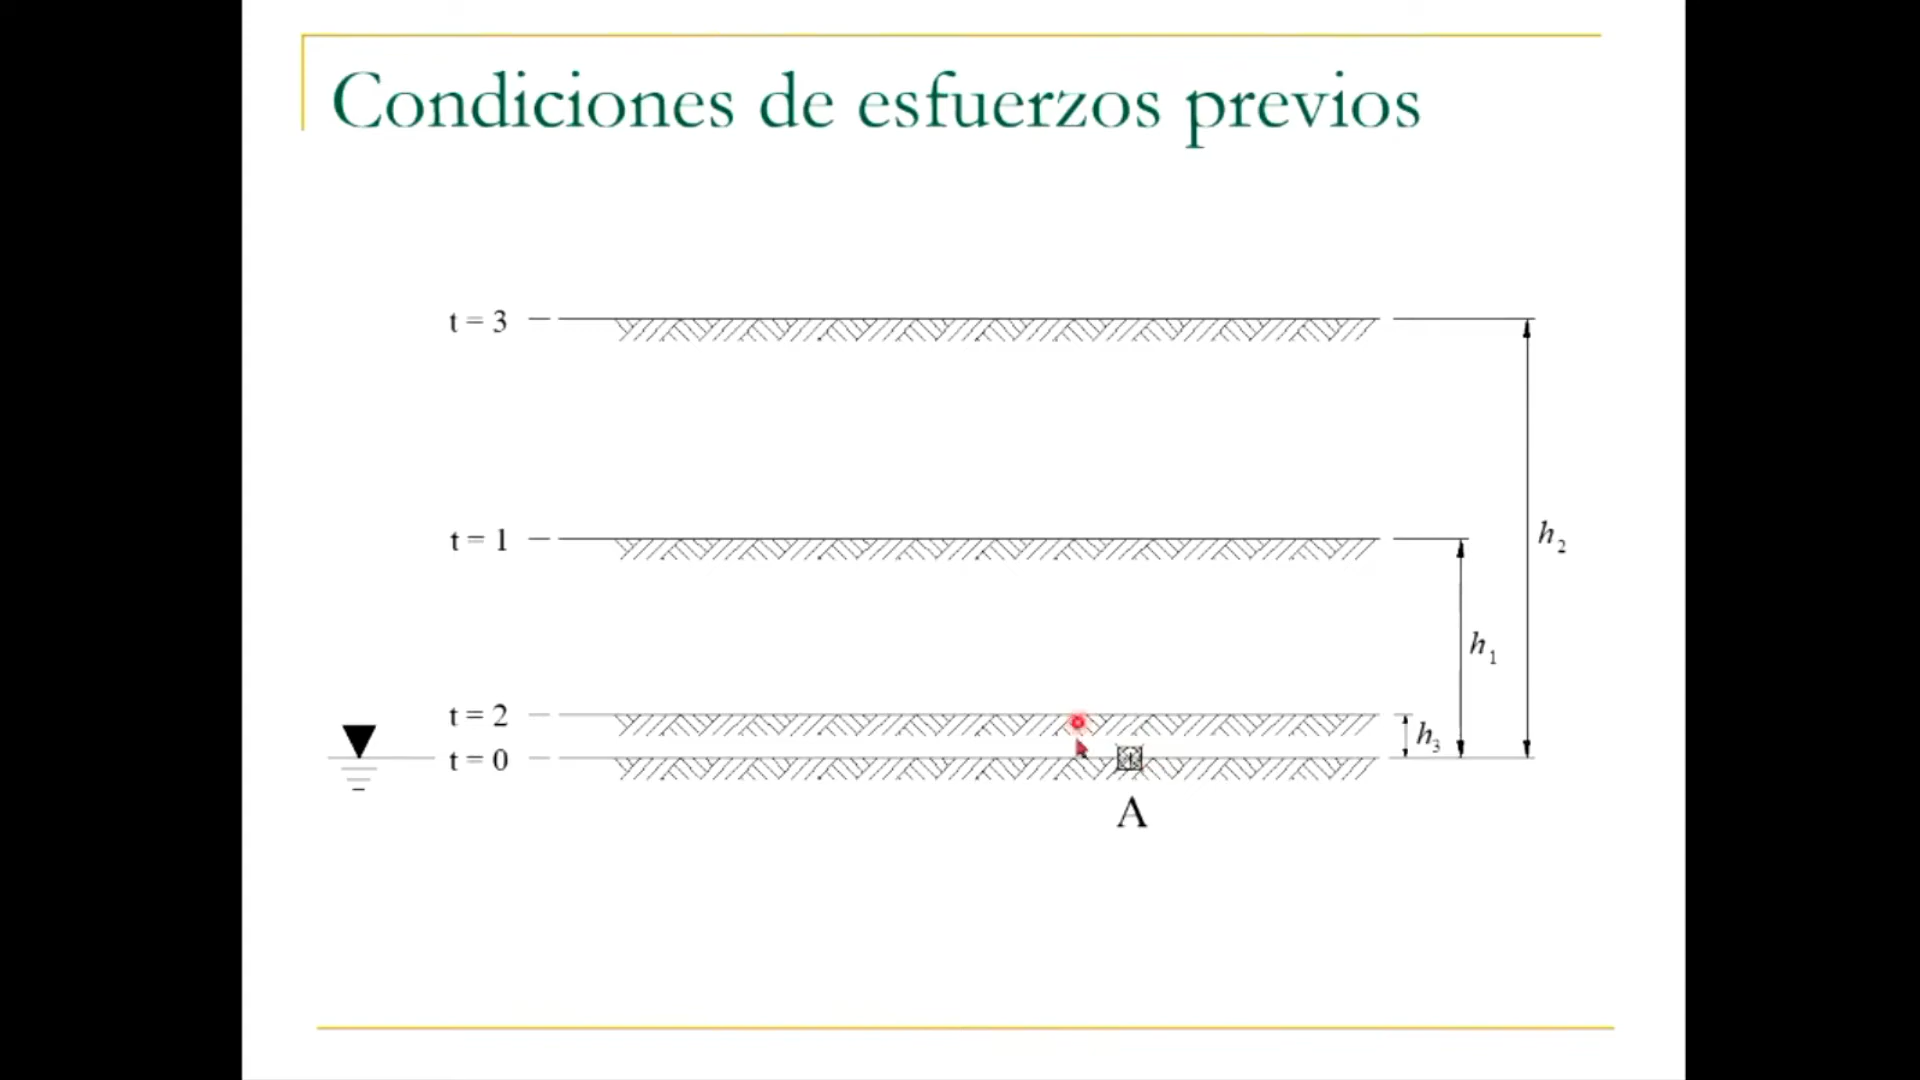 Condiciones de esfuerzos previos
t = 3
t = 1
h₂
h₁
t = 2
h₃
t = 0
A